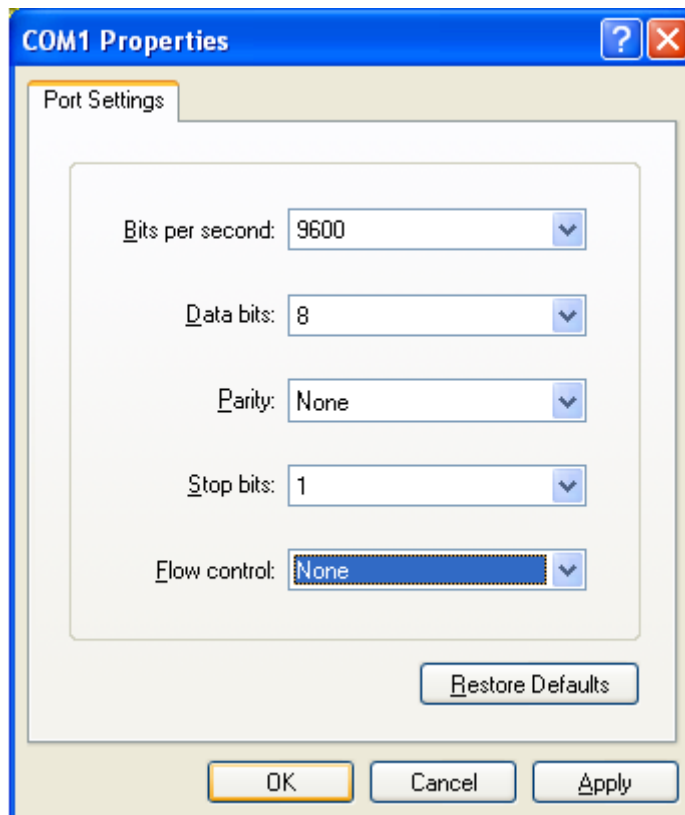 COM1 Properties
Port Settings
Bits per second: 9600
Data bits: 8
Parity: None
Stop bits: 1
Flow control: None
Restore Defaults
OK Cancel Apply